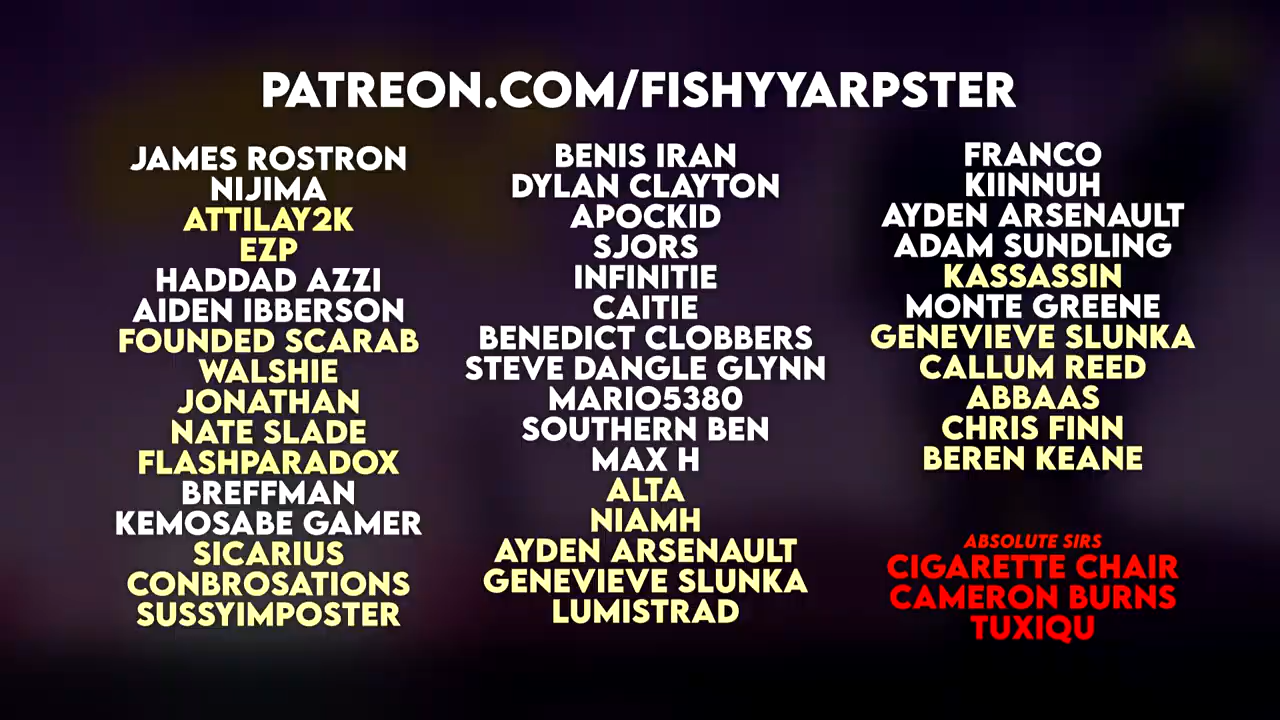 PATREON.COM/FISHYYARPSTER
JAMES ROSTRON
NIJIMA
ATTILAY2K
EZP
HADDAD AZZI
AIDEN IBBERSON
FOUNDED SCARAB
WALSHIE
JONATHAN
NATE SLADE
FLASHPARADOX
BREFFMAN
KEMOSABE GAMER
SICARIUS
CONBROSATIONS
SUSSYIMPOSTER
BENIS IRAN
DYLAN CLAYTON
APOCKID
SJORS
INFINITIE
CAITIE
BENEDICT CLOBBERS
STEVE DANGLE GLYNN
MARIO5380
SOUTHERN BEN
MAX H
ALTA
NIAMH
AYDEN ARSENAULT
GENEVIEVE SLUNKA
LUMISTRAD
FRANCO
KIINNUH
AYDEN ARSENAULT
ADAM SUNDLING
KASSASSIN
MONTE GREENE
GENEVIEVE SLUNKA
CALLUM REED
ABBAAS
CHRIS FINN
BEREN KEANE
ABSOLUTE SIRS
CIGARETTE CHAIR
CAMERON BURNS
TUXIQU